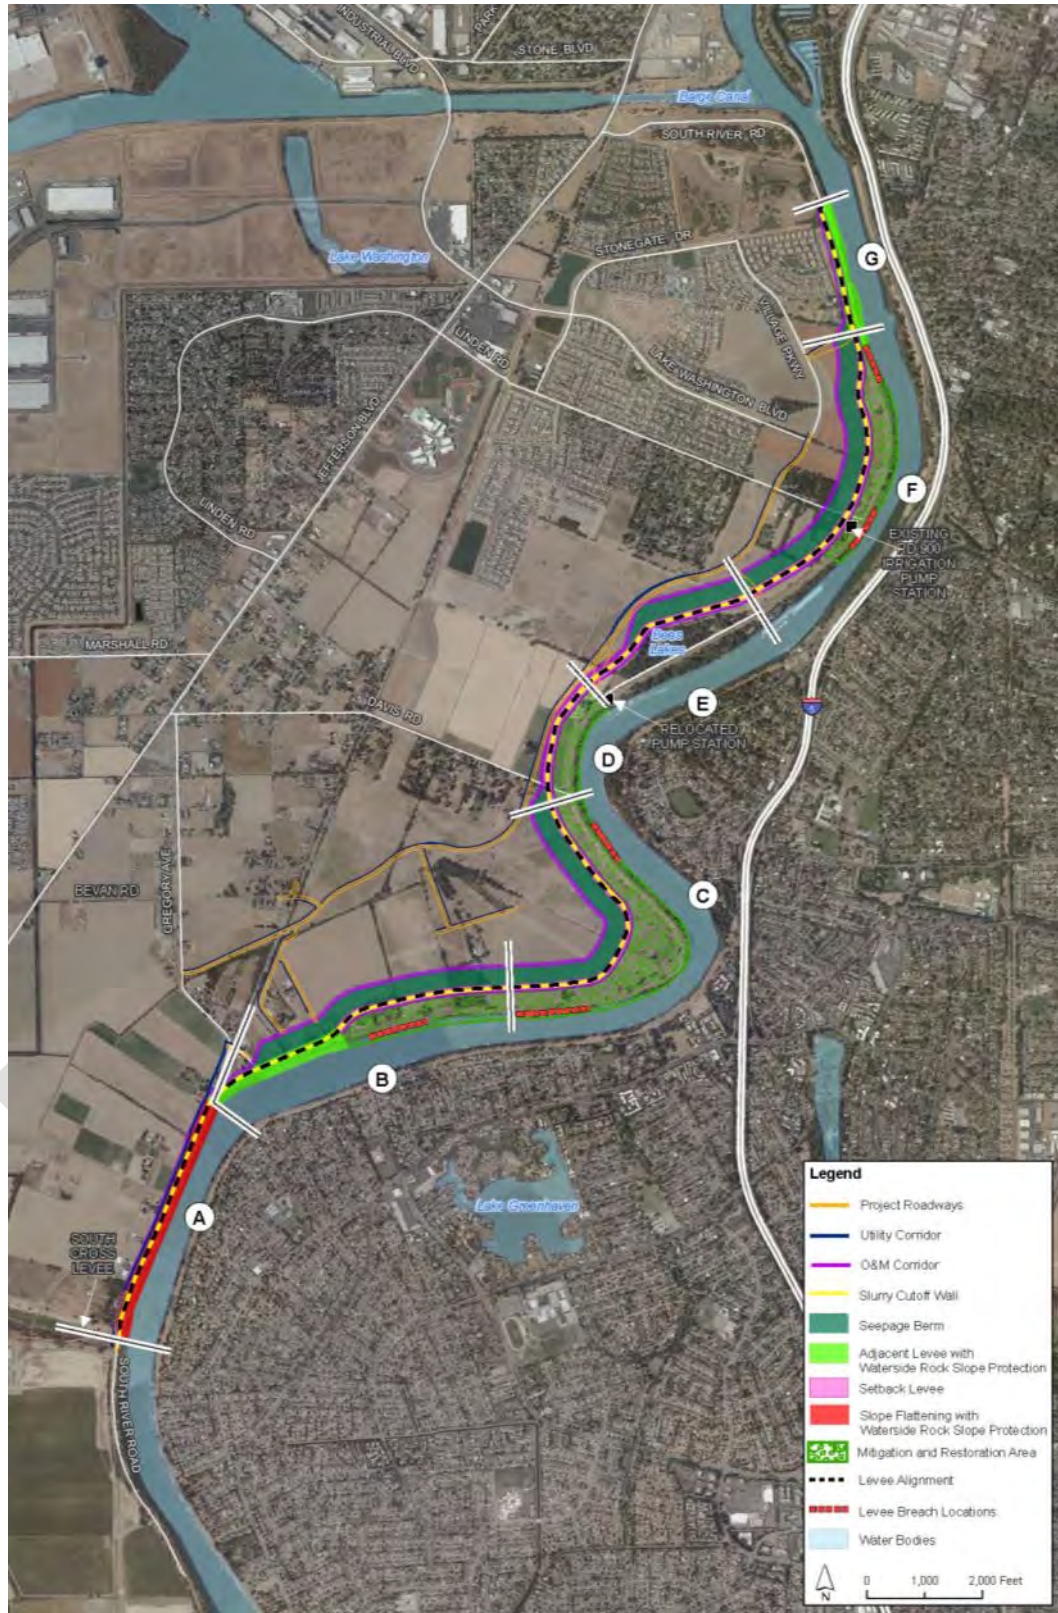 INDUSTRIAL BLVD
PARK
STONE BLVD
Barge Canal
SOUTH RIVER RD
STONEGATE DR
Lake Washington
G
VILLAGE PKWY
LINDEN RD
LAKE WASHINGTON BLVD
JEFFERSON BLVD
F
LINDEN RD
EXISTING
RD 900
IRRIGATION
PUMP
STATION
MARSHALL RD
Bees
Lakes
DAVIS RD
E
RELOCATED
PUMP STATION
5
D
GREGORY AVE
BEVAN RD
C
B
Lake Greenhaven
A
SOUTH
CROSS
LEVEE
SOUTH RIVER ROAD
Legend
Project Roadways
Utility Corridor
O&M Corridor
Slurry Cutoff Wall
Seepage Berm
Adjacent Levee with
Waterside Rock Slope Protection
Setback Levee
Slope Flattening with
Waterside Rock Slope Protection
Mitigation and Restoration Area
Levee Alignment
Levee Breach Locations
Water Bodies
N
0 1,000 2,000 Feet